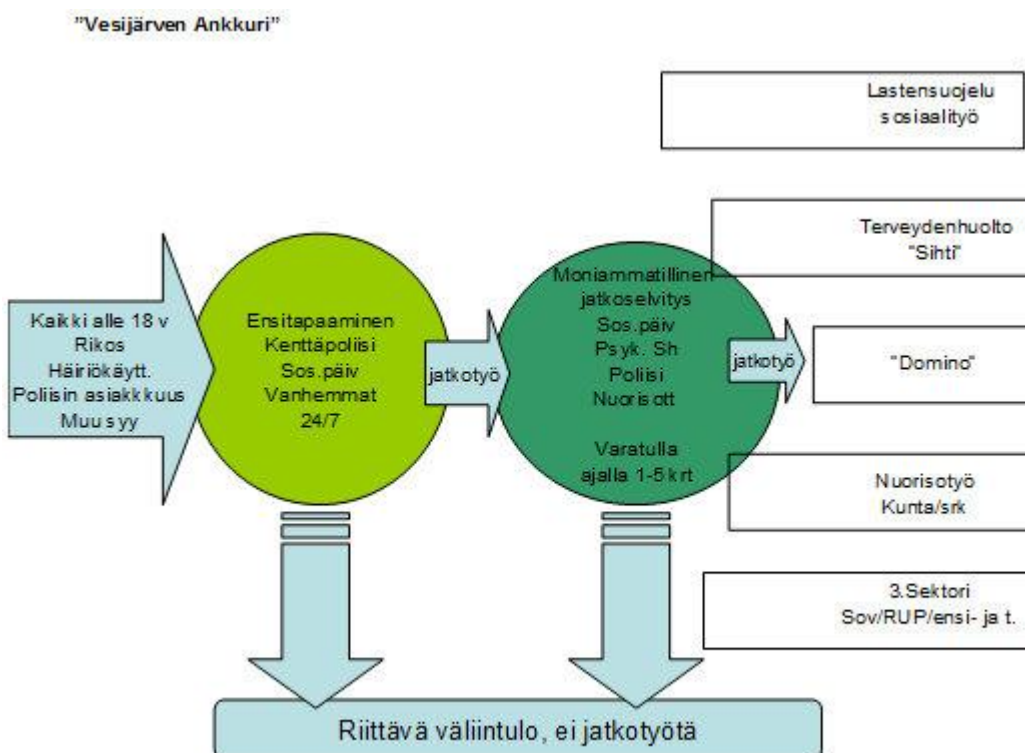 "Vesijärven Ankkuri"
Kaikki alle 18 v
Rikos
Häiriökäytt.
Poliisin asiakkkuus
Muu syy
Ensitapaaminen
Kenttäpoliisi
Sos.päiv
Vanhemmat
24/7
jatkotyö
Moniammatillinen
jatkoselvitys
Sos.päiv
Psyk. Sh
Poliisi
Nuorisott
Varatulla
ajalla 1-5 krt
jatkotyö
Lastensuojelu
sosiaalityö
Terveydenhuolto
"Sihti"
"Domino"
Nuorisotyö
Kunta/srk
3.Sektori
Sov/RUP/ensi- ja t.
Riittävä väliintulo, ei jatkotyötä